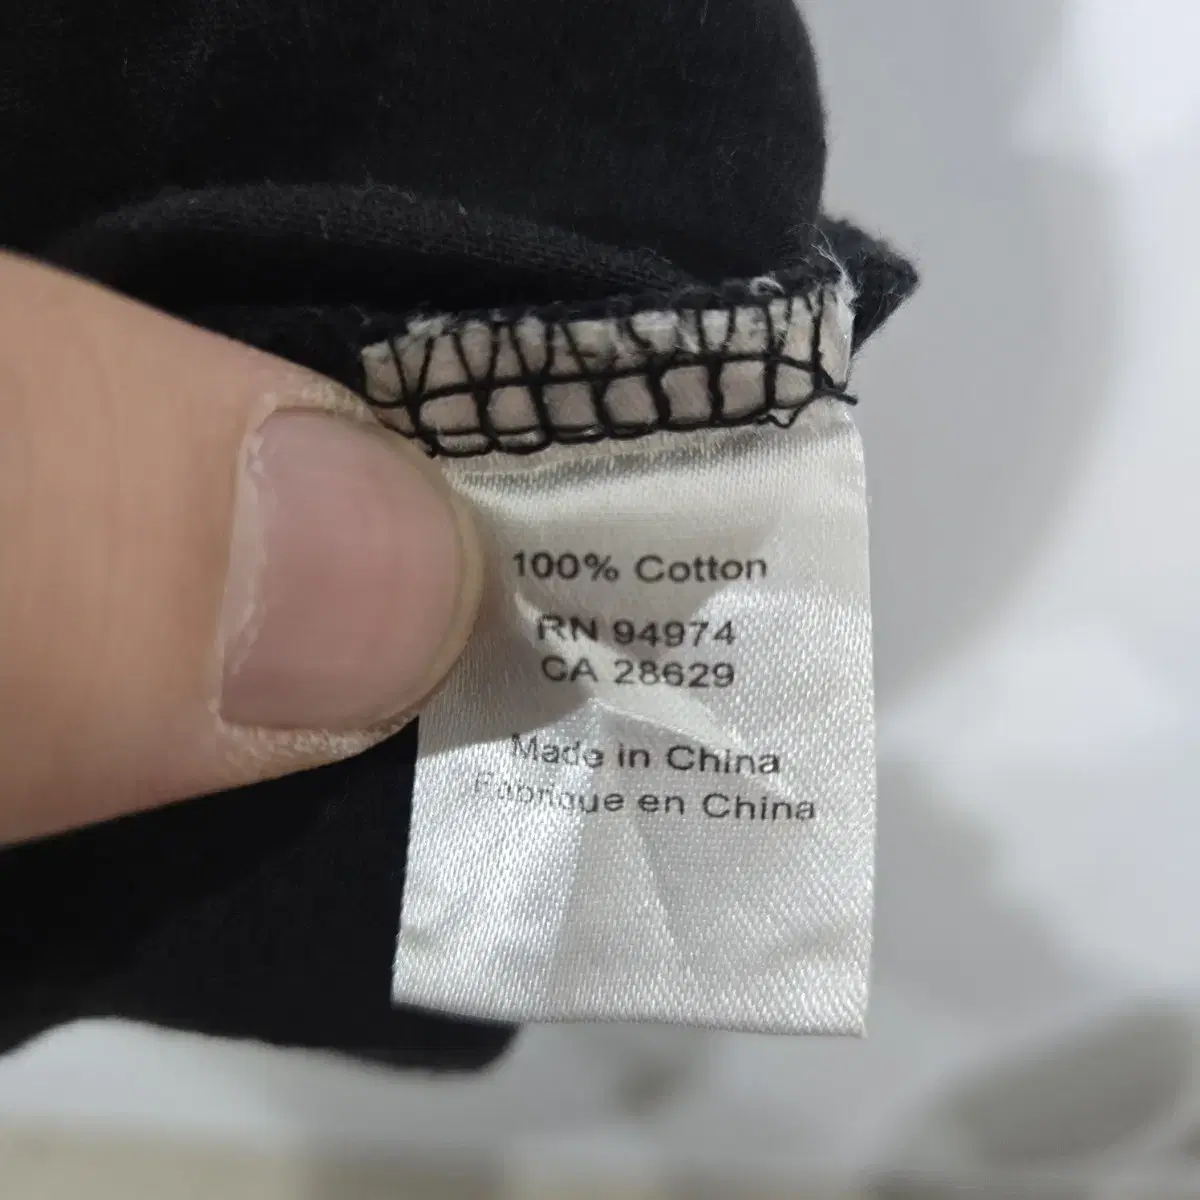 100% Cotton
RN 94974
CA 28629
Made in China
Fabrique en China